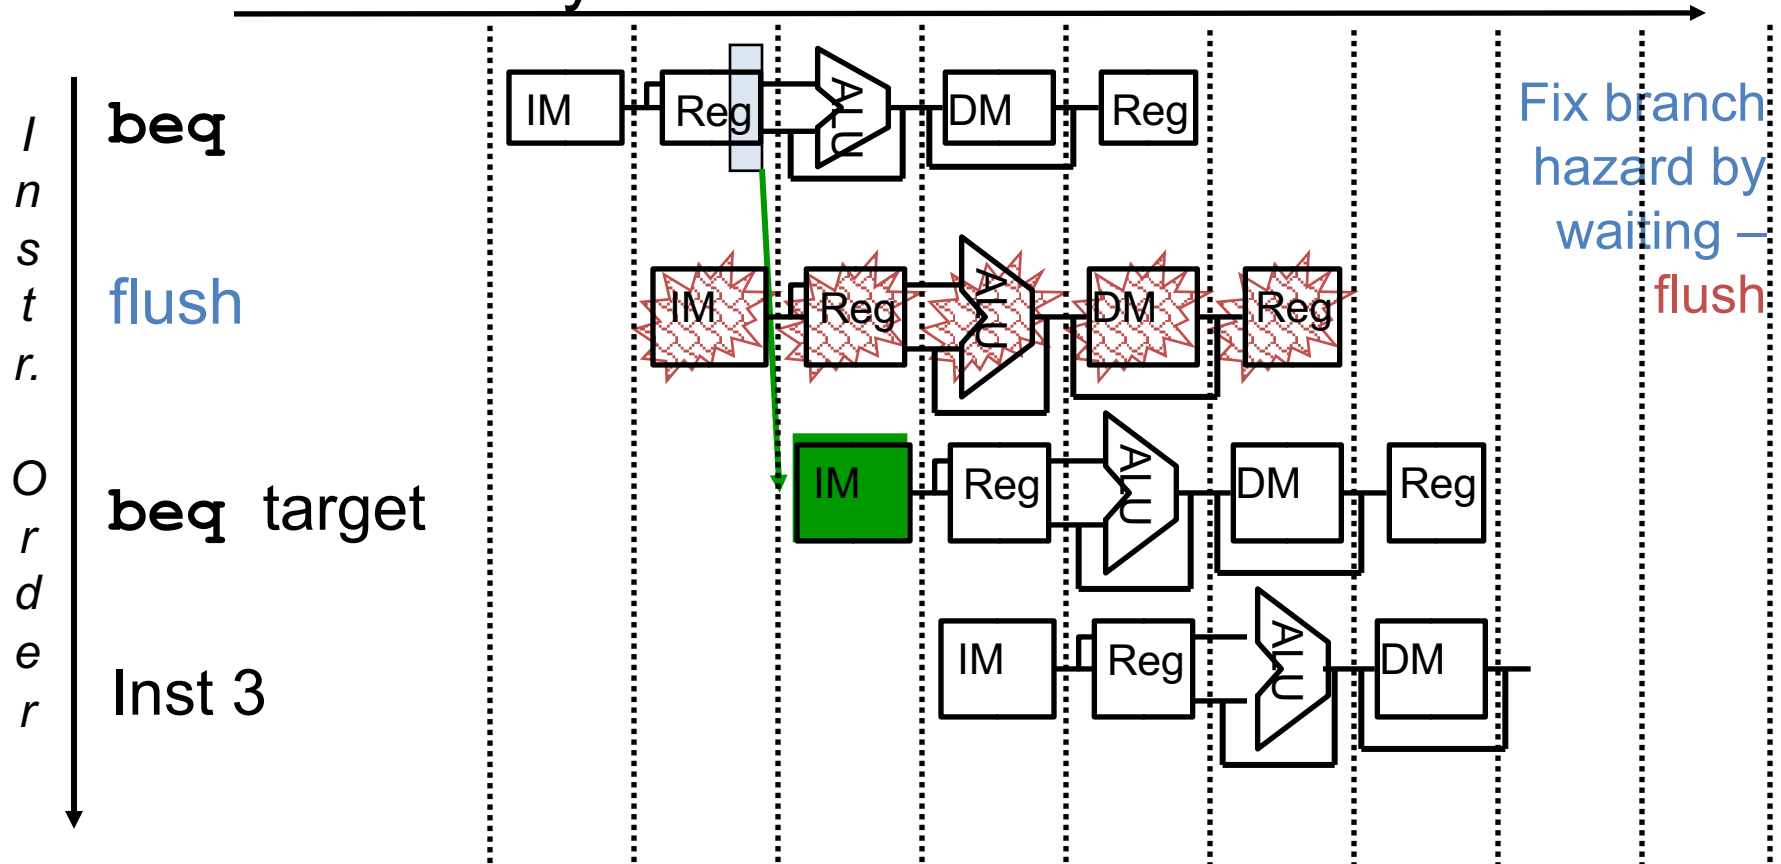 beq
IM
Reg
ALU
DM
Reg
Fix branch
hazard by
waiting –
flush
flush
IM
Reg
ALU
DM
Reg
beq target
IM
Reg
ALU
DM
Reg
Inst 3
IM
Reg
ALU
DM
Instr.
Order